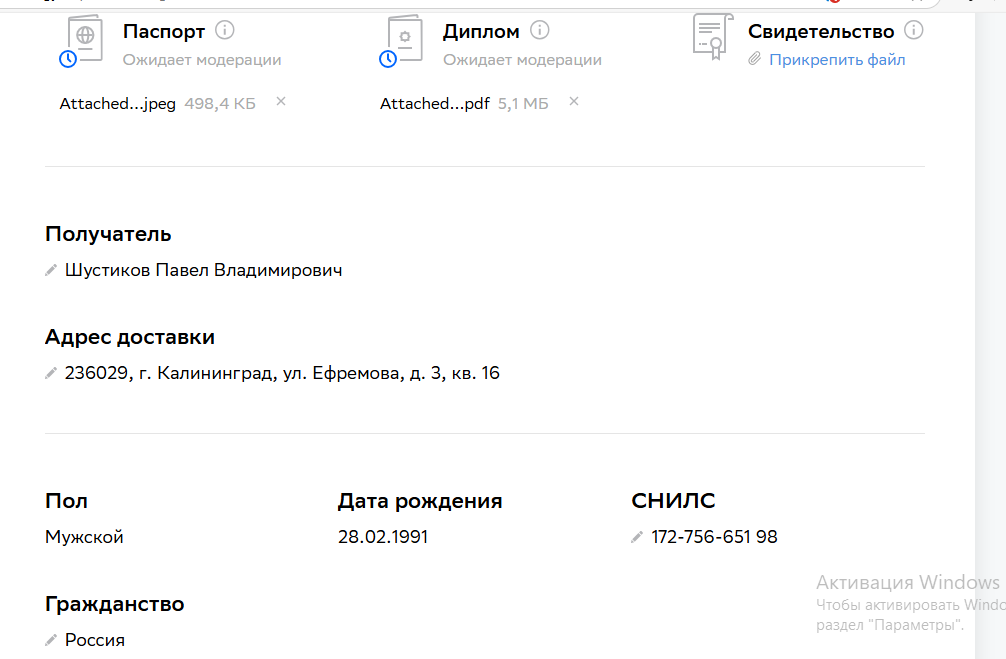 Паспорт
Диплом
Свидетельство
Ожидает модерации
Ожидает модерации
Прикрепить файл
Attached...jpeg 498,4 КБ ×
Attached...pdf 5,1 МБ ×
Получатель
Шустиков Павел Владимирович
Адрес доставки
236029, г. Калининград, ул. Ефремова, д. 3, кв. 16
Пол
Дата рождения
СНИЛС
Мужской
28.02.1991
172-756-651 98
Активация Windows
Чтобы активировать Windo
раздел "Параметры".
Гражданство
Россия